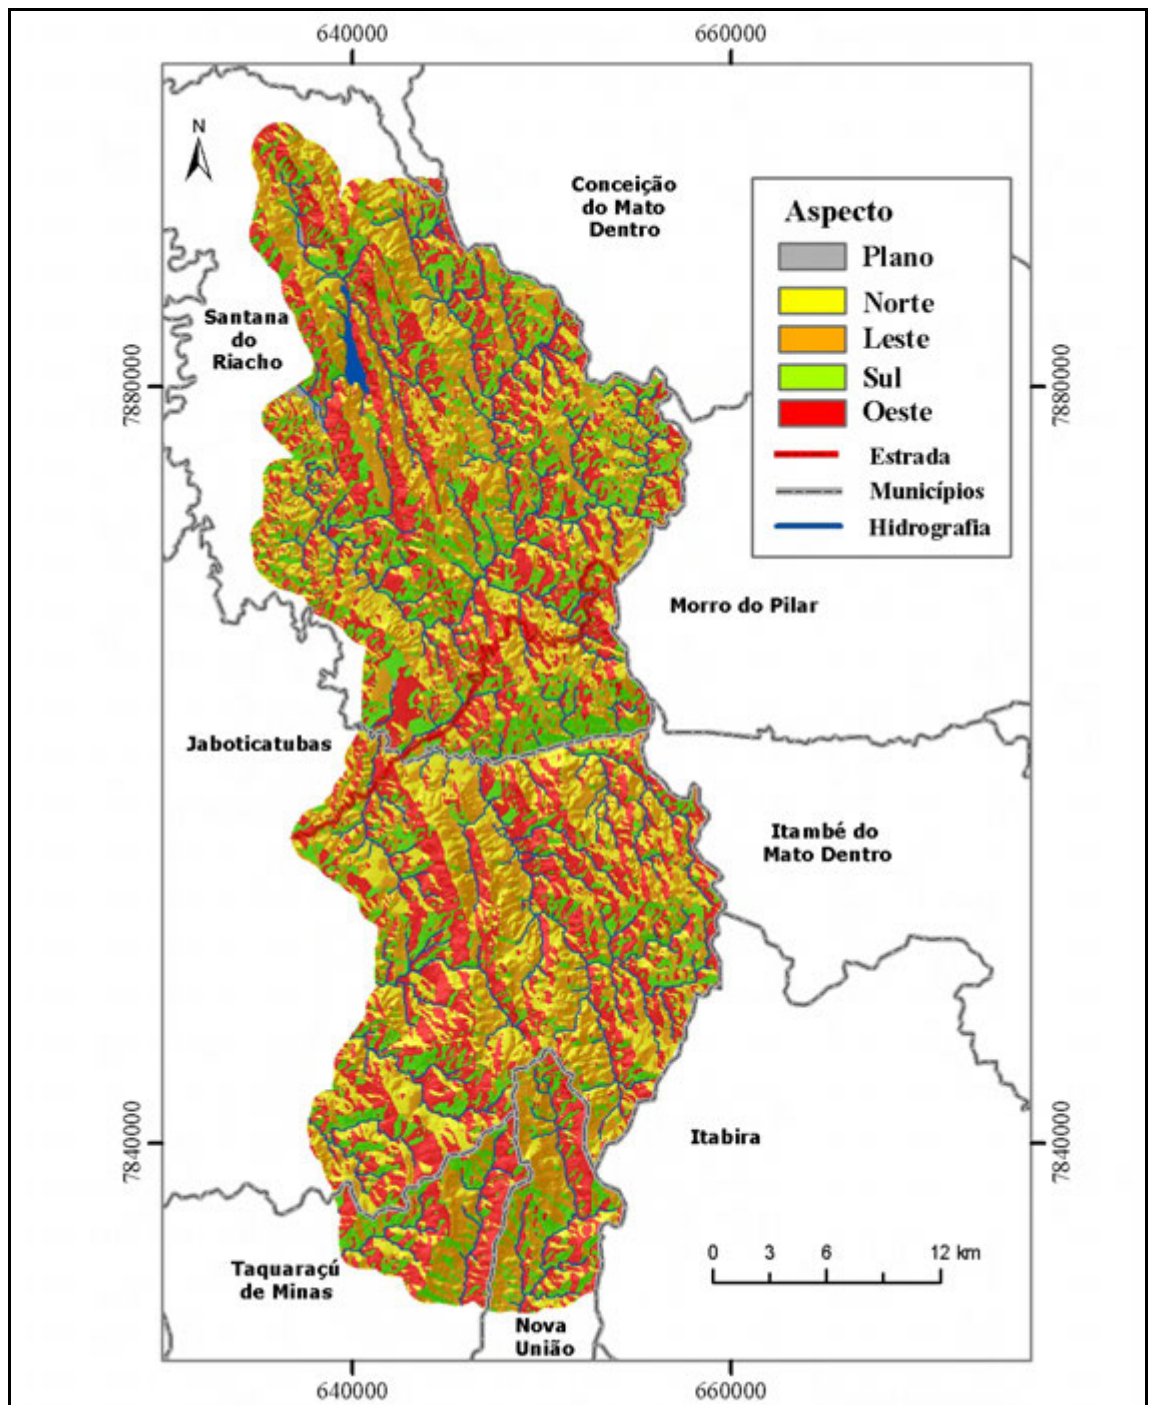 640000
660000
N
Conceição
do Mato
Dentro
Aspecto
Plano
Norte
Leste
Sul
Oeste
Estrada
Municípios
Hidrografia
Santana
do
Riacho
7880000
7880000
Morro do Pilar
Jaboticatubas
Itambé do
Mato Dentro
7840000
7840000
Itabira
0 3 6 12 km
Taquaraçú
de Minas
Nova
União
640000
660000